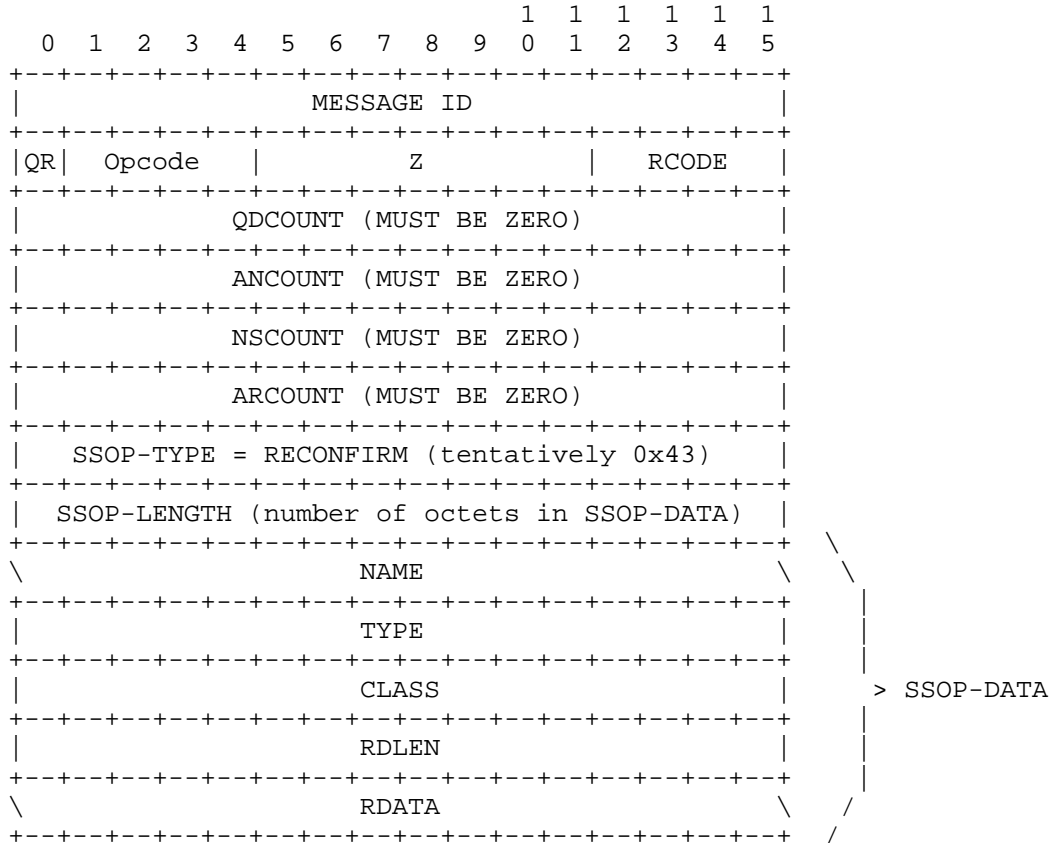 1 1 1 1 1 1
0 1 2 3 4 5 6 7 8 9 0 1 2 3 4 5
+--+--+--+--+--+--+--+--+--+--+--+--+--+--+--+--+
| MESSAGE ID |
+--+--+--+--+--+--+--+--+--+--+--+--+--+--+--+--+
|QR| Opcode | Z | RCODE |
+--+--+--+--+--+--+--+--+--+--+--+--+--+--+--+--+
| QDCOUNT (MUST BE ZERO) |
+--+--+--+--+--+--+--+--+--+--+--+--+--+--+--+--+
| ANCOUNT (MUST BE ZERO) |
+--+--+--+--+--+--+--+--+--+--+--+--+--+--+--+--+
| NSCOUNT (MUST BE ZERO) |
+--+--+--+--+--+--+--+--+--+--+--+--+--+--+--+--+
| ARCOUNT (MUST BE ZERO) |
+--+--+--+--+--+--+--+--+--+--+--+--+--+--+--+--+
| SSOP-TYPE = RECONFIRM (tentatively 0x43) |
+--+--+--+--+--+--+--+--+--+--+--+--+--+--+--+--+
| SSOP-LENGTH (number of octets in SSOP-DATA) |
+--+--+--+--+--+--+--+--+--+--+--+--+--+--+--+--+ \
\ NAME \ \
+--+--+--+--+--+--+--+--+--+--+--+--+--+--+--+--+ |
| TYPE | |
+--+--+--+--+--+--+--+--+--+--+--+--+--+--+--+--+ |
| CLASS | > SSOP-DATA
+--+--+--+--+--+--+--+--+--+--+--+--+--+--+--+--+ |
| RDLEN | |
+--+--+--+--+--+--+--+--+--+--+--+--+--+--+--+--+ |
\ RDATA \ /
+--+--+--+--+--+--+--+--+--+--+--+--+--+--+--+--+ /